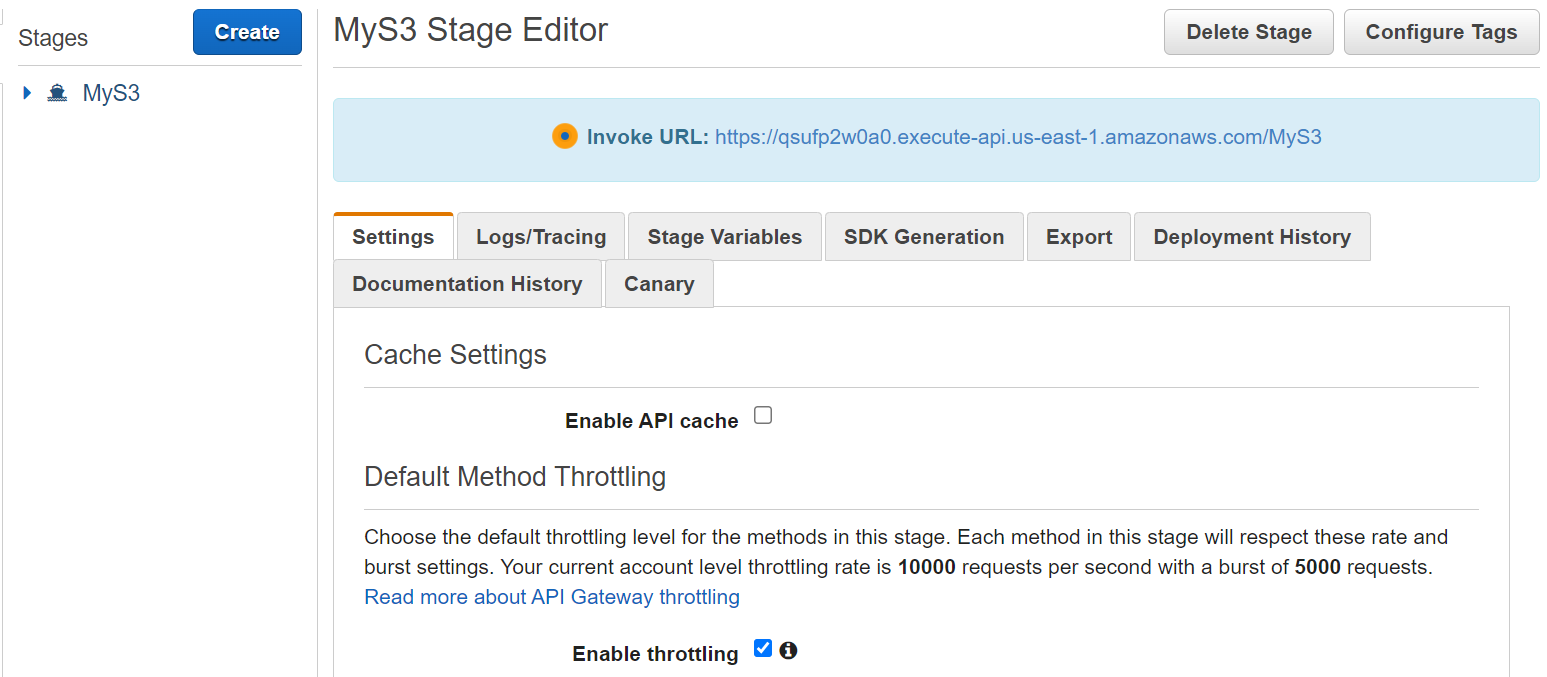 Stages
Create
MyS3
MyS3 Stage Editor
Delete Stage
Configure Tags
Invoke URL: https://qsufp2w0a0.execute-api.us-east-1.amazonaws.com/MyS3
Settings
Logs/Tracing
Stage Variables
SDK Generation
Export
Deployment History
Documentation History
Canary
Cache Settings
Enable API cache
Default Method Throttling
Choose the default throttling level for the methods in this stage. Each method in this stage will respect these rate and
burst settings. Your current account level throttling rate is 10000 requests per second with a burst of 5000 requests.
Read more about API Gateway throttling
Enable throttling